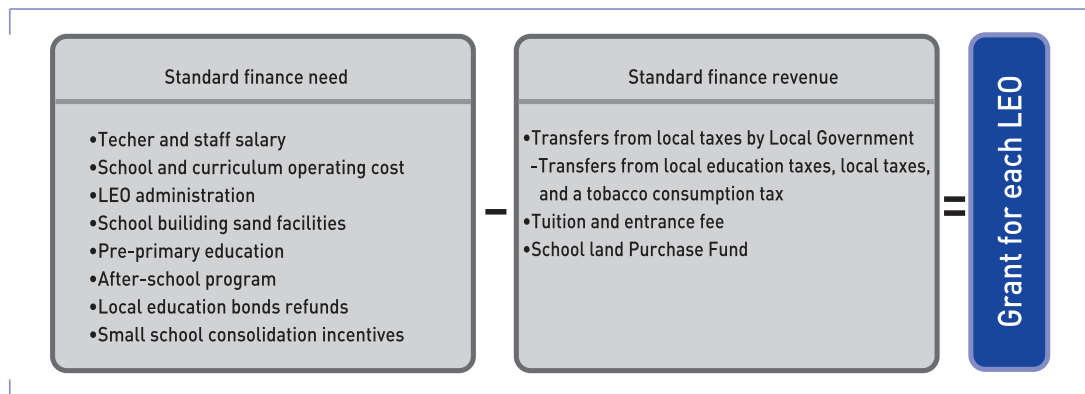 Standard finance need
•Techer and staff salary
•School and curriculum operating cost
•LEO administration
•School builiding sand facilities
•Pre-primary education
•After-school program
•Local education bonds refunds
•Small school consolidation incentives
–
Standard finance revenue
•Transfers from local taxes by Local Government
-Transfers from local education taxes, local taxes,
and a tobacco consumption tax
•Tuition and entrance fee
•School land Purchase Fund
=
Grant for each LEO